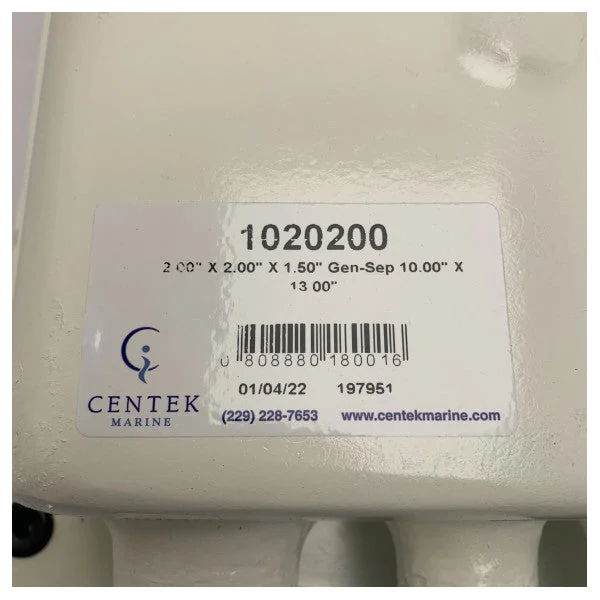 1020200
2.00" X 2.00" X 1.50" Gen-Sep 10.00" X
13.00"
0 808880 180016
01/04/22 197951
CENTEK
MARINE
(229) 228-7653 www.centekmarine.com